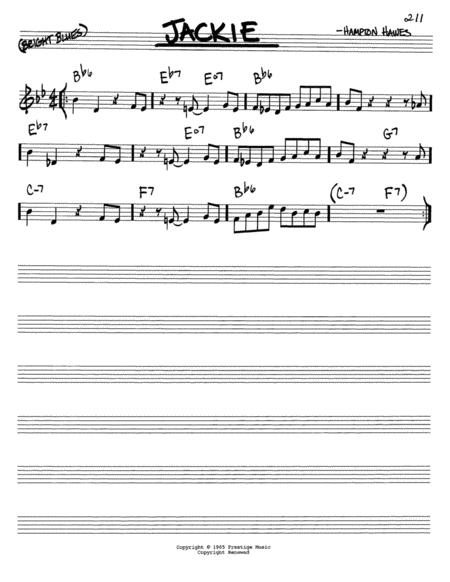 211
(BRIGHT BLUES) JACKIE –HAMPTON HAWES
B♭6 E♭7 E°7 B♭6
E♭7 E°7 B♭6 G7
C-7 F7 B♭6 (C-7 F7)
Copyright © 1965 Prestige Music
Copyright Renewed